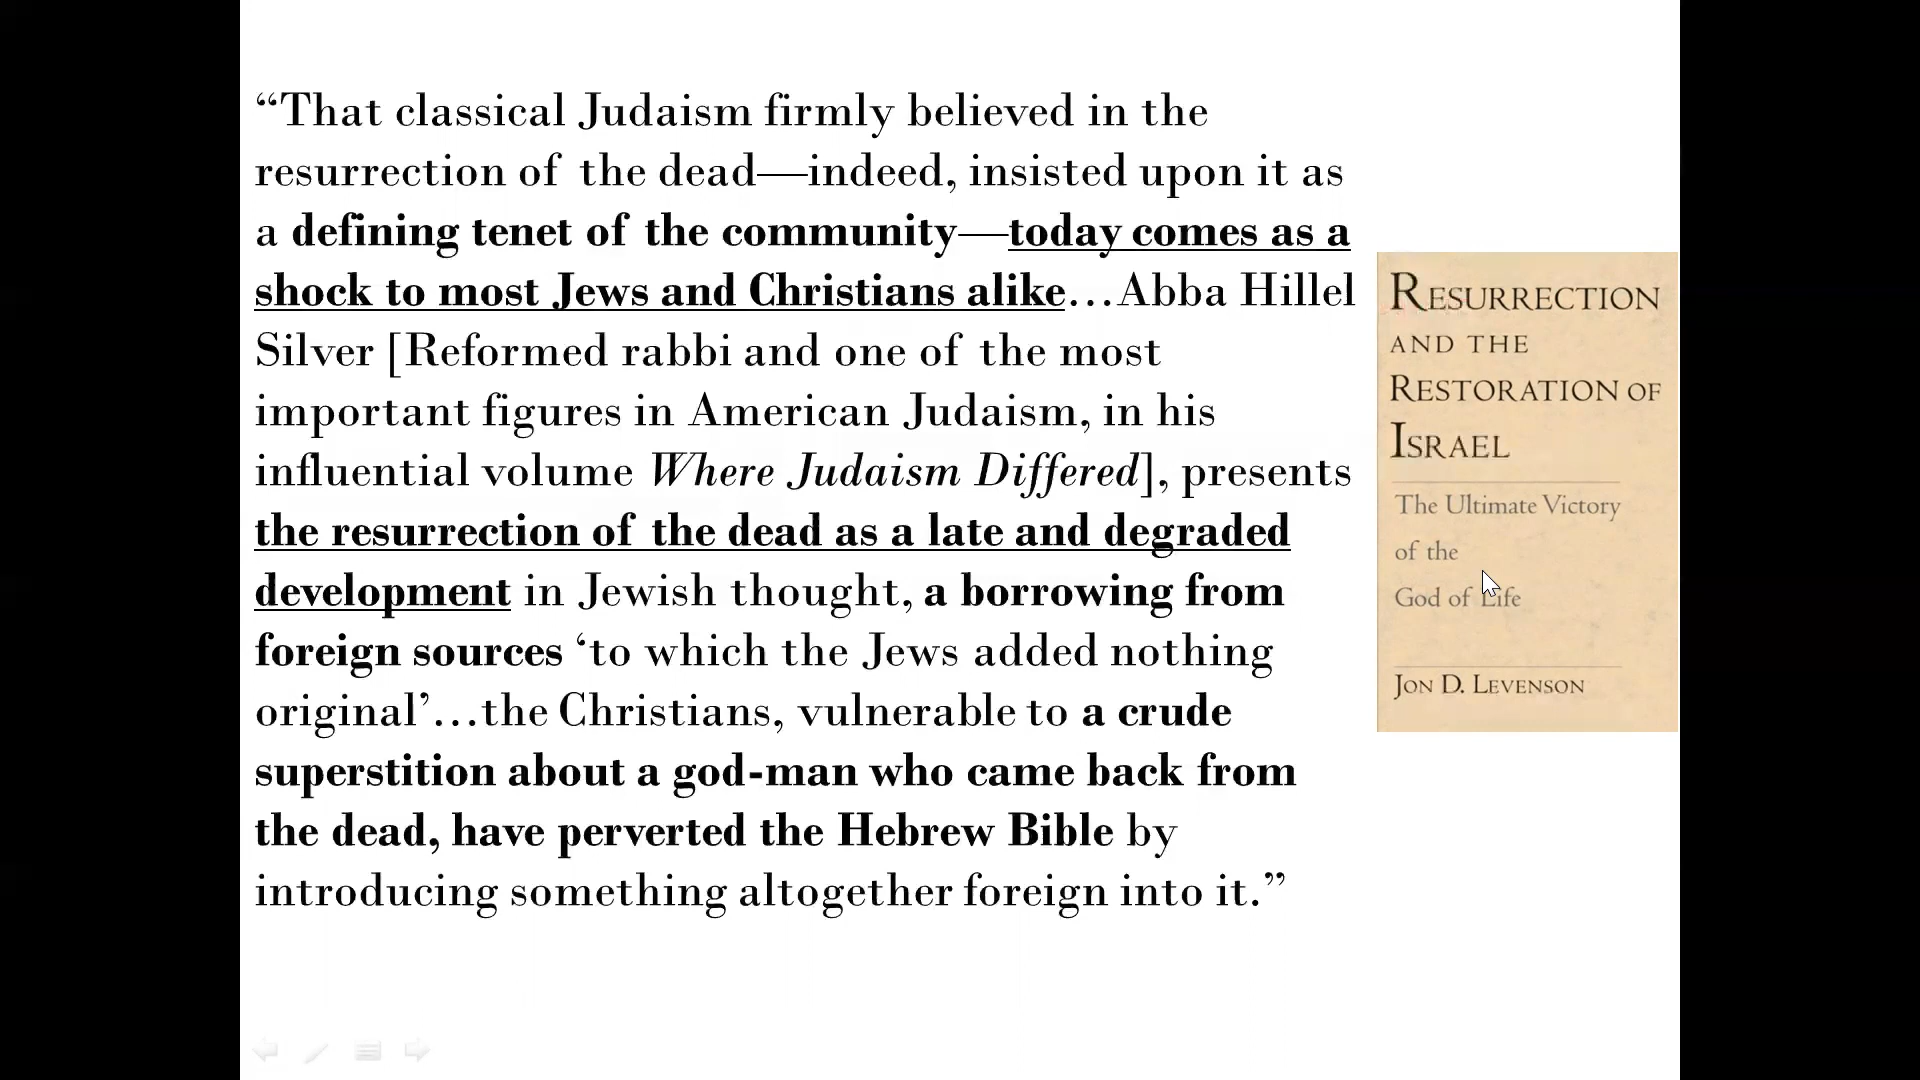 “That classical Judaism firmly believed in the
resurrection of the dead—indeed, insisted upon it as
a defining tenet of the community—today comes as a
shock to most Jews and Christians alike…Abba Hillel
Silver [Reformed rabbi and one of the most
important figures in American Judaism, in his
influential volume Where Judaism Differed], presents
the resurrection of the dead as a late and degraded
development in Jewish thought, a borrowing from
foreign sources ‘to which the Jews added nothing
original’…the Christians, vulnerable to a crude
superstition about a god-man who came back from
the dead, have perverted the Hebrew Bible by
introducing something altogether foreign into it.”
RESURRECTION
AND THE
RESTORATION OF
ISRAEL
The Ultimate Victory
of the
God of Life
JON D. LEVENSON